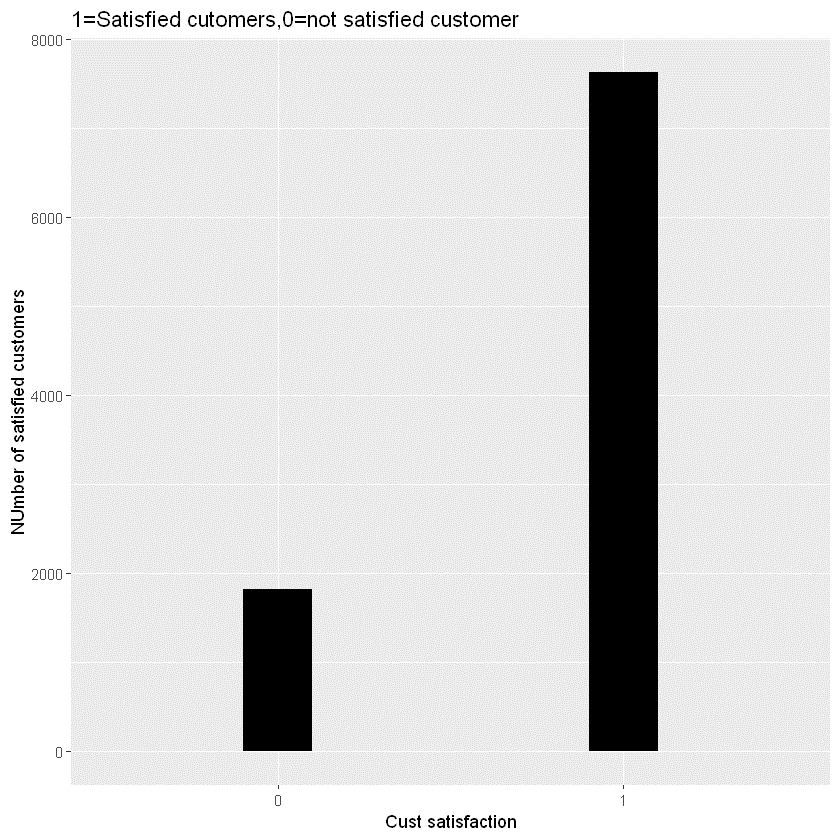 1=Satisfied cutomers,0=not satisfied customer
8000
6000
4000
2000
0
NUmber of satisfied customers
0 1
Cust satisfaction